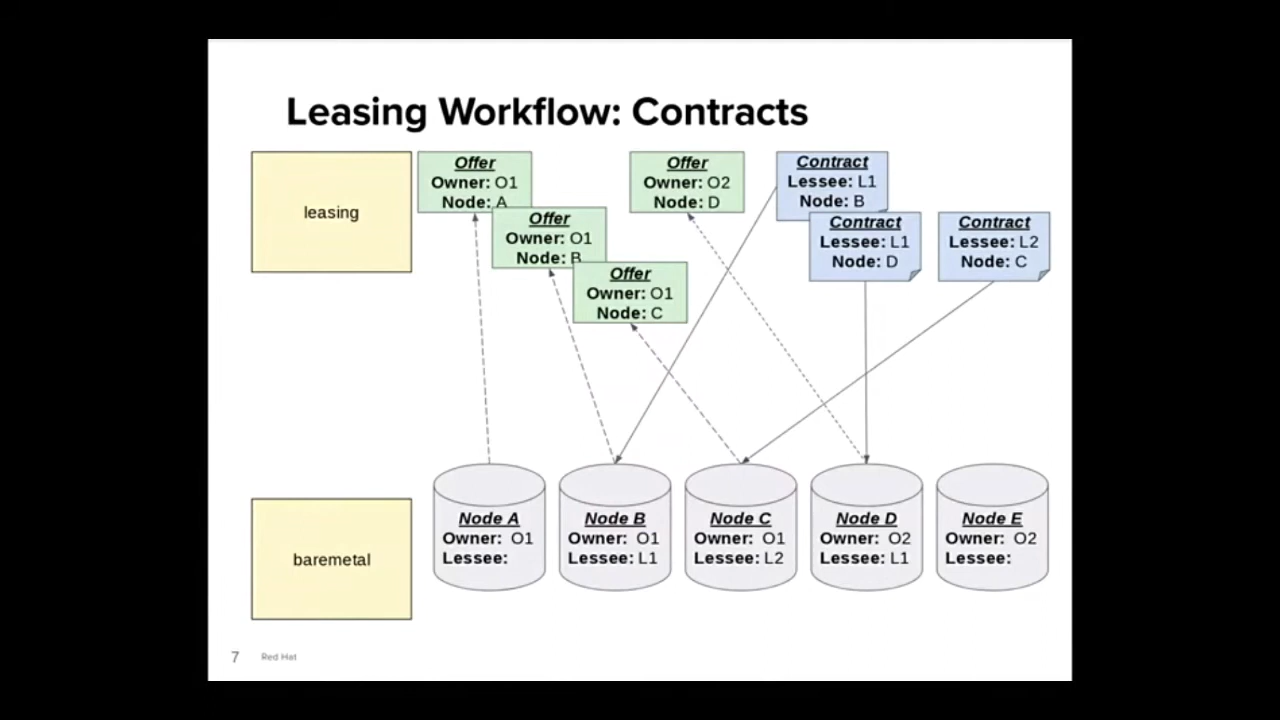 Leasing Workflow: Contracts
leasing
Offer
Owner: O1
Node: A
Offer
Owner: O1
Node: B
Offer
Owner: O1
Node: C
Offer
Owner: O2
Node: D
Contract
Lessee: L1
Node: B
Contract
Lessee: L1
Node: D
Contract
Lessee: L2
Node: C
baremetal
Node A
Owner: O1
Lessee:
Node B
Owner: O1
Lessee: L1
Node C
Owner: O1
Lessee: L2
Node D
Owner: O2
Lessee: L1
Node E
Owner: O2
Lessee:
7 Red Hat